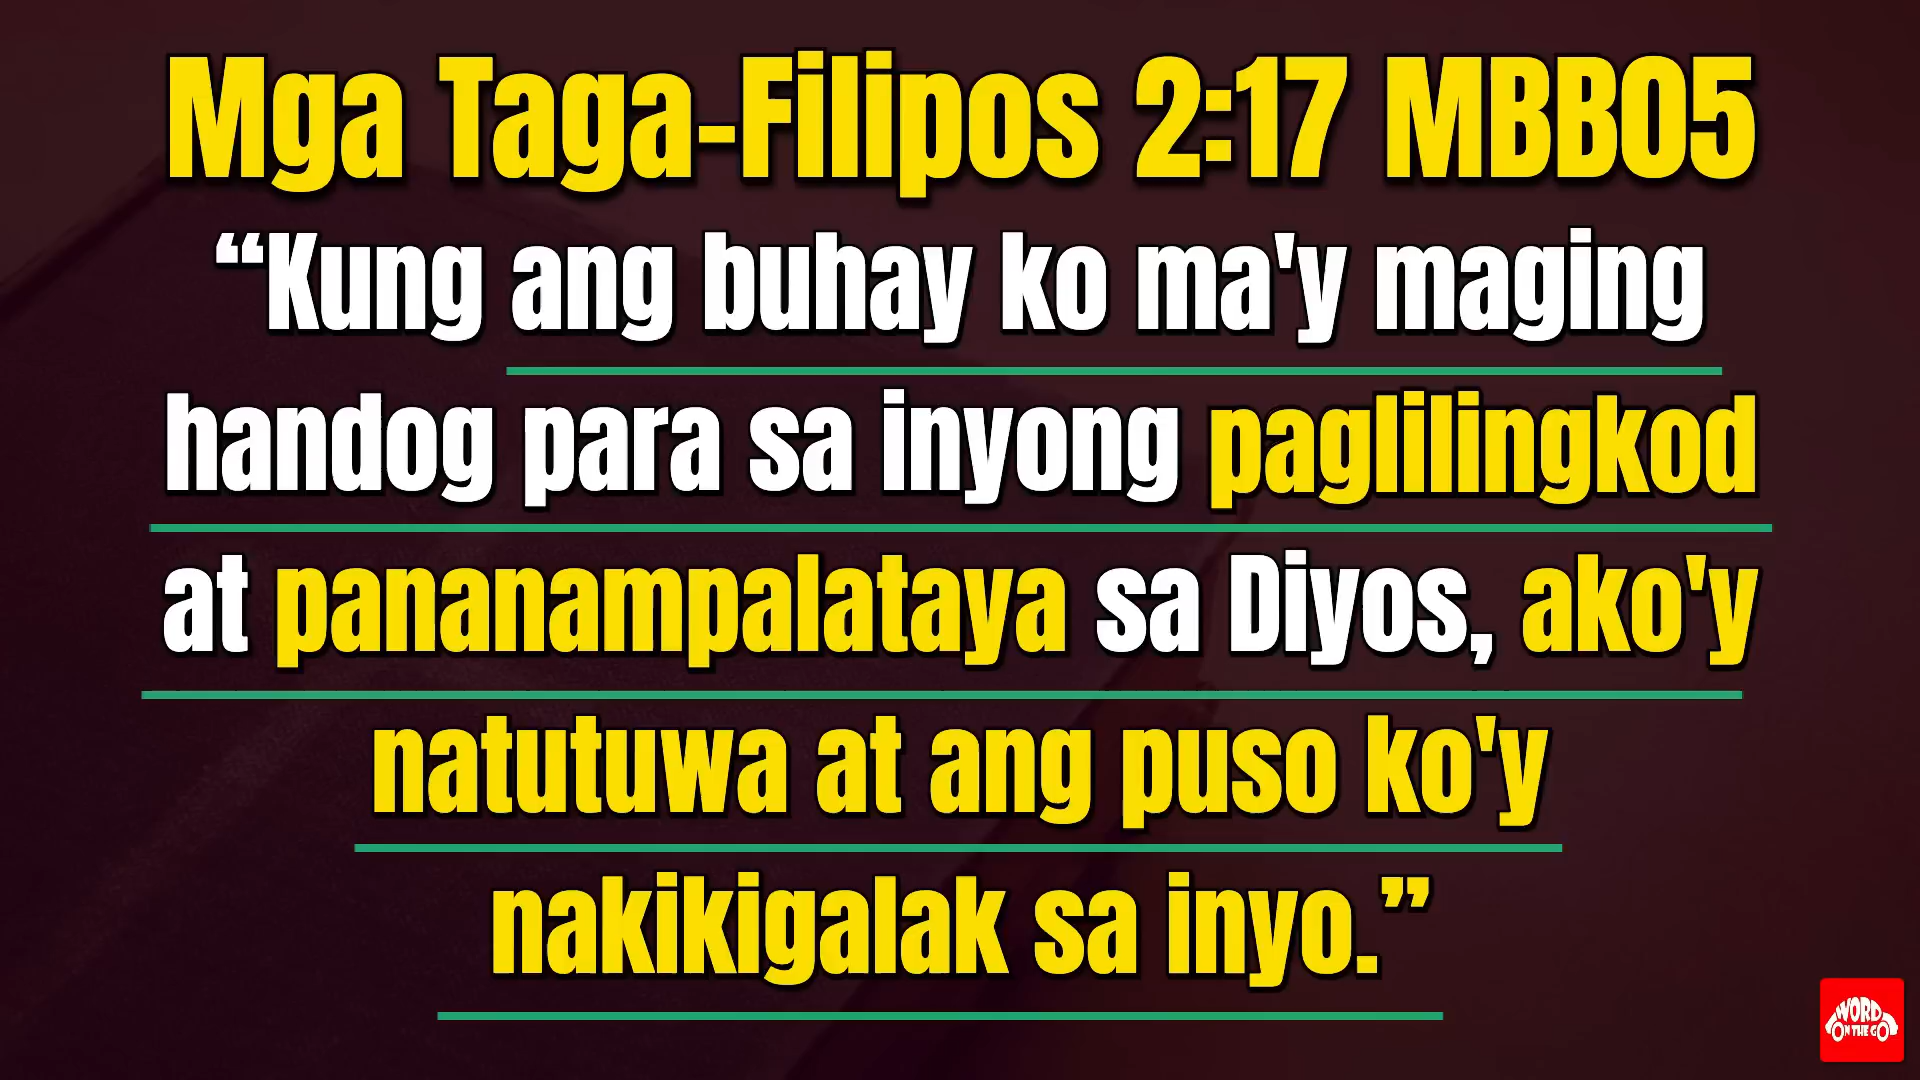 Mga Taga-Filipos 2:17 MBB05
“Kung ang buhay ko ma'y maging
handog para sa inyong paglilingkod
at pananampalataya sa Diyos, ako'y
natutuwa at ang puso ko'y
nakikigalak sa inyo.”
WORD
ON THE GO